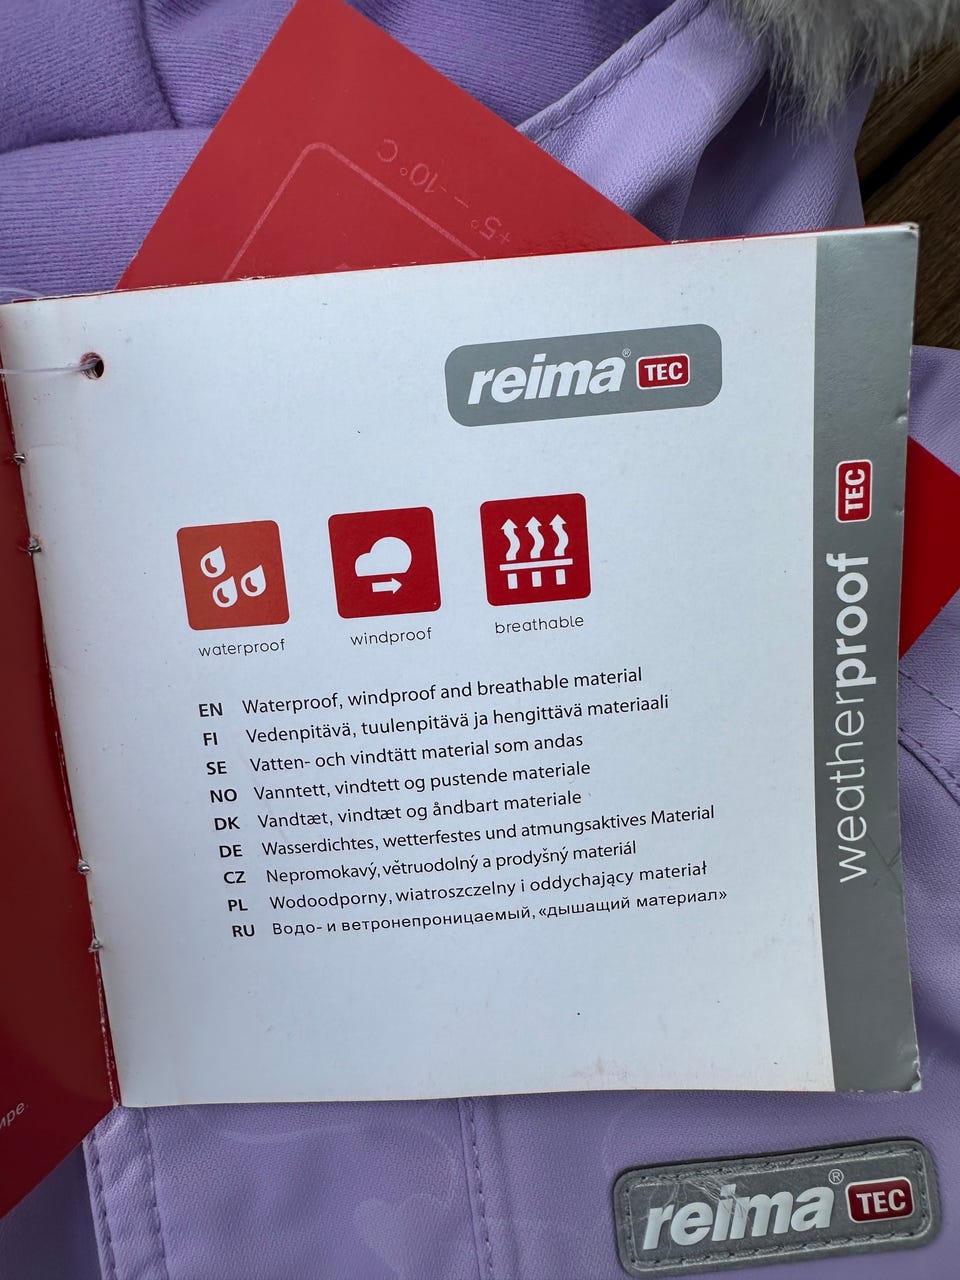 +5° – -10° C
reima® TEC
waterproof
windproof
breathable
EN Waterproof, windproof and breathable material
FI Vedenpitävä, tuulenpitävä ja hengittävä materiaali
SE Vatten- och vindtätt material som andas
NO Vanntett, vindtett og pustende materiale
DK Vandtæt, vindtæt og åndbart materiale
DE Wasserdichtes, wetterfestes und atmungsaktives Material
CZ Nepromokavý, větruodolný a prodyšný materiál
PL Wodoodporny, wiatroszczelny i oddychający materiał
RU Водо- и ветронепроницаемый, «дышащий материал»
weatherproof TEC
reima® TEC